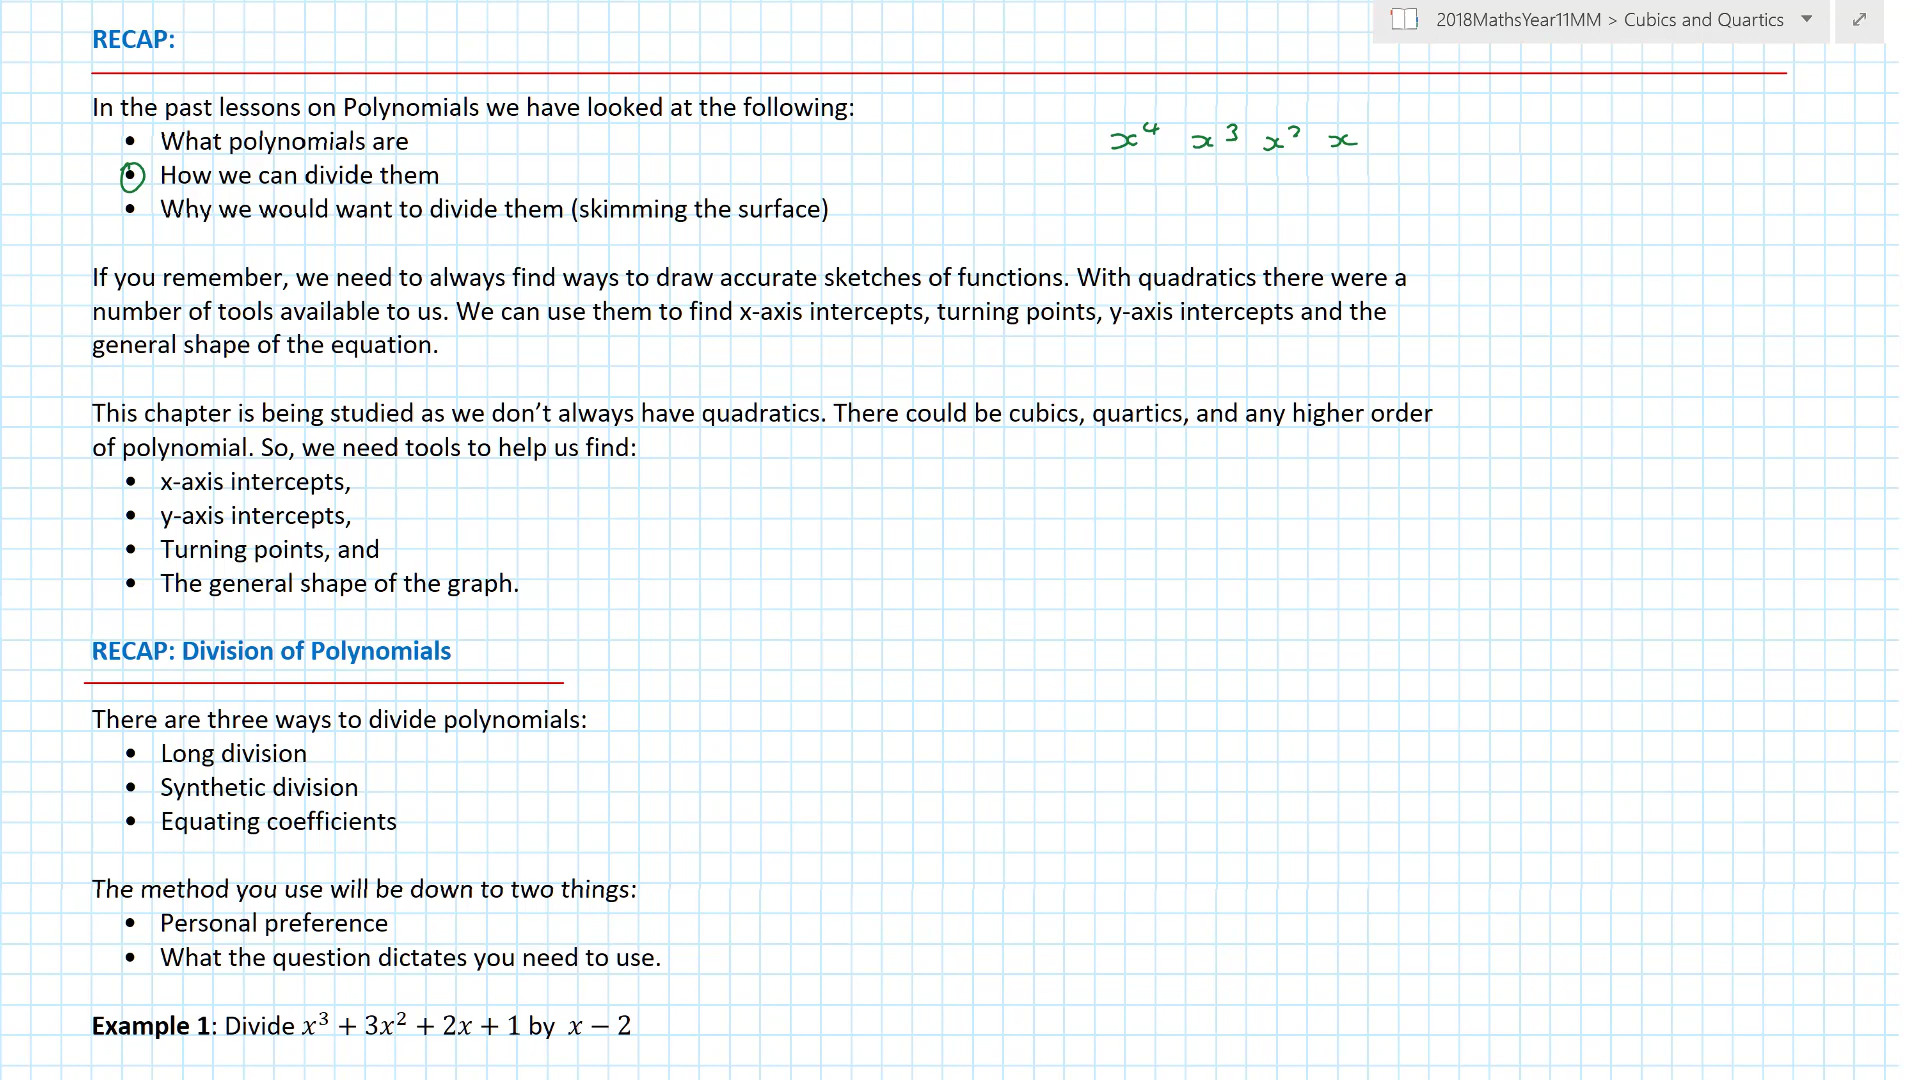 2018MathsYear11MM > Cubics and Quartics
RECAP:
In the past lessons on Polynomials we have looked at the following:
• What polynomials are
x⁴ x³ x² x
• How we can divide them
• Why we would want to divide them (skimming the surface)
If you remember, we need to always find ways to draw accurate sketches of functions. With quadratics there were a
number of tools available to us. We can use them to find x-axis intercepts, turning points, y-axis intercepts and the
general shape of the equation.
This chapter is being studied as we don’t always have quadratics. There could be cubics, quartics, and any higher order
of polynomial. So, we need tools to help us find:
• x-axis intercepts,
• y-axis intercepts,
• Turning points, and
• The general shape of the graph.
RECAP: Division of Polynomials
There are three ways to divide polynomials:
• Long division
• Synthetic division
• Equating coefficients
The method you use will be down to two things:
• Personal preference
• What the question dictates you need to use.
Example 1: Divide x³ + 3x² + 2x + 1 by x − 2